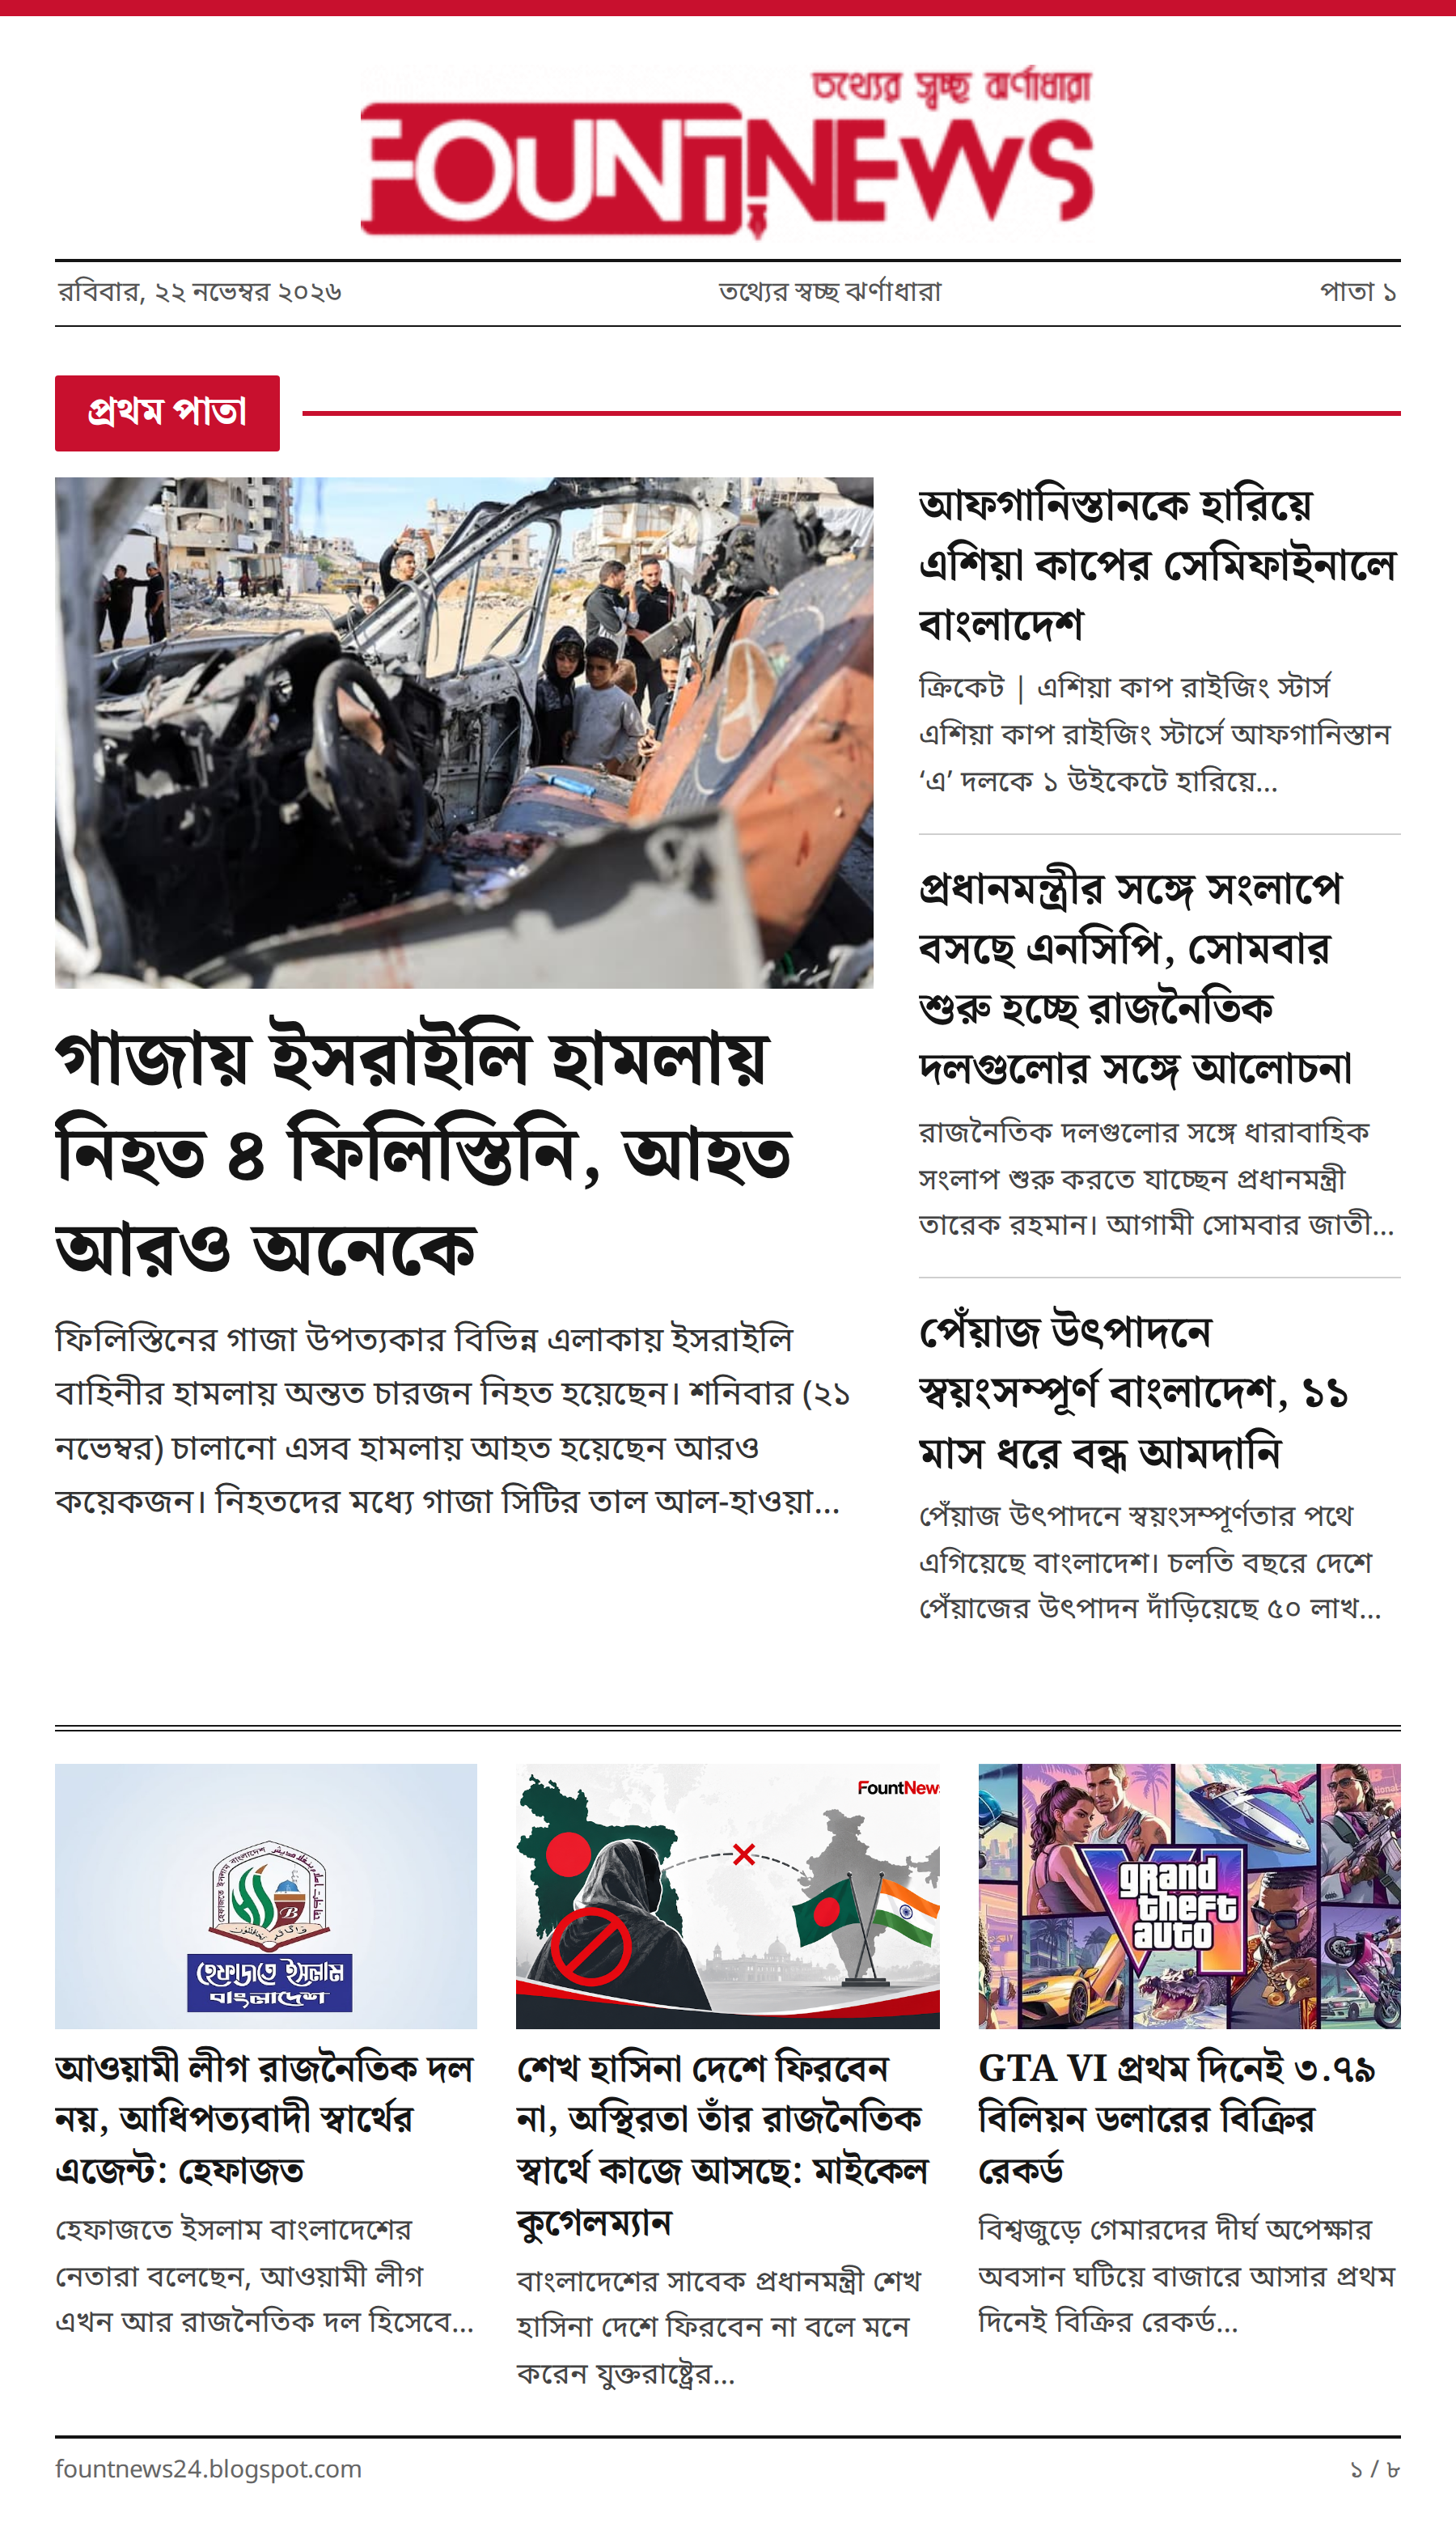 তথ্যের স্বচ্ছ ঝর্ণাধারা
FOUNT NEWS
রবিবার, ২২ নভেম্বর ২০২৬
তথ্যের স্বচ্ছ ঝর্ণাধারা
পাতা ১
প্রথম পাতা
গাজায় ইসরাইলি হামলায়
নিহত ৪ ফিলিস্তিনি, আহত
আরও অনেকে
ফিলিস্তিনের গাজা উপত্যকার বিভিন্ন এলাকায় ইসরাইলি
বাহিনীর হামলায় অন্তত চারজন নিহত হয়েছেন। শনিবার (২১
নভেম্বর) চালানো এসব হামলায় আহত হয়েছেন আরও
কয়েকজন। নিহতদের মধ্যে গাজা সিটির তাল আল-হাওয়া...
আফগানিস্তানকে হারিয়ে
এশিয়া কাপের সেমিফাইনালে
বাংলাদেশ
ক্রিকেট | এশিয়া কাপ রাইজিং স্টার্স
এশিয়া কাপ রাইজিং স্টার্সে আফগানিস্তান
‘এ’ দলকে ১ উইকেটে হারিয়ে...
প্রধানমন্ত্রীর সঙ্গে সংলাপে
বসছে এনসিপি, সোমবার
শুরু হচ্ছে রাজনৈতিক
দলগুলোর সঙ্গে আলোচনা
রাজনৈতিক দলগুলোর সঙ্গে ধারাবাহিক
সংলাপ শুরু করতে যাচ্ছেন প্রধানমন্ত্রী
তারেক রহমান। আগামী সোমবার জাতী...
পেঁয়াজ উৎপাদনে
স্বয়ংসম্পূর্ণ বাংলাদেশ, ১১
মাস ধরে বন্ধ আমদানি
পেঁয়াজ উৎপাদনে স্বয়ংসম্পূর্ণতার পথে
এগিয়েছে বাংলাদেশ। চলতি বছরে দেশে
পেঁয়াজের উৎপাদন দাঁড়িয়েছে ৫০ লাখ...
হেফাজতে ইসলাম
বাংলাদেশ
আওয়ামী লীগ রাজনৈতিক দল
নয়, আধিপত্যবাদী স্বার্থের
এজেন্ট: হেফাজত
হেফাজতে ইসলাম বাংলাদেশের
নেতারা বলেছেন, আওয়ামী লীগ
এখন আর রাজনৈতিক দল হিসেবে...
FountNews
শেখ হাসিনা দেশে ফিরবেন
না, অস্থিরতা তাঁর রাজনৈতিক
স্বার্থে কাজে আসছে: মাইকেল
কুগেলম্যান
বাংলাদেশের সাবেক প্রধানমন্ত্রী শেখ
হাসিনা দেশে ফিরবেন না বলে মনে
করেন যুক্তরাষ্ট্রের...
grand
theft
auto
VI
GTA VI প্রথম দিনেই ৩.৭৯
বিলিয়ন ডলারের বিক্রির
রেকর্ড
বিশ্বজুড়ে গেমারদের দীর্ঘ অপেক্ষার
অবসান ঘটিয়ে বাজারে আসার প্রথম
দিনেই বিক্রির রেকর্ড...
fountnews24.blogspot.com
১ / ৮